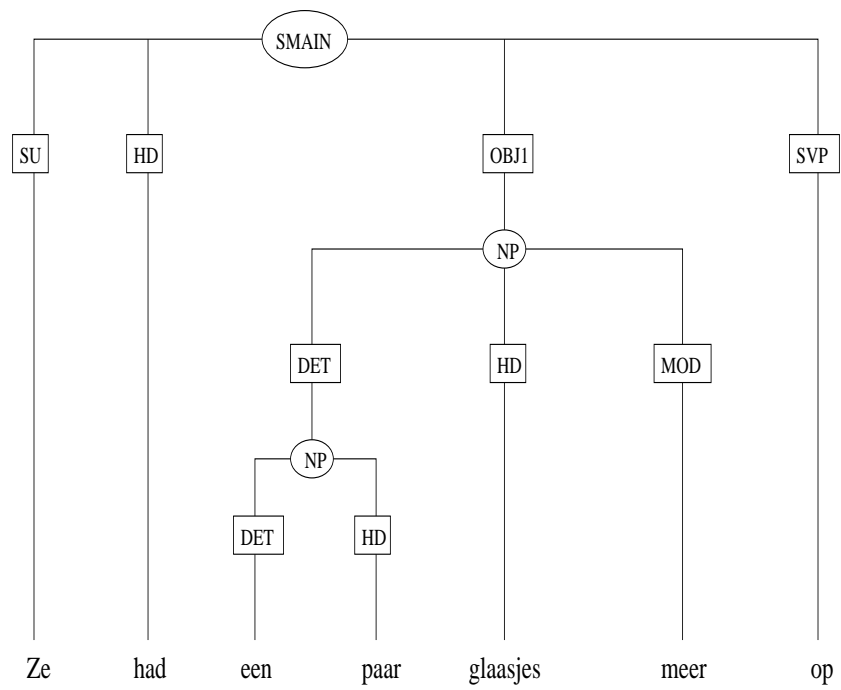 SMAIN
SU HD OBJ1 SVP
NP
DET HD MOD
NP
DET HD
Ze had een paar glaasjes meer op